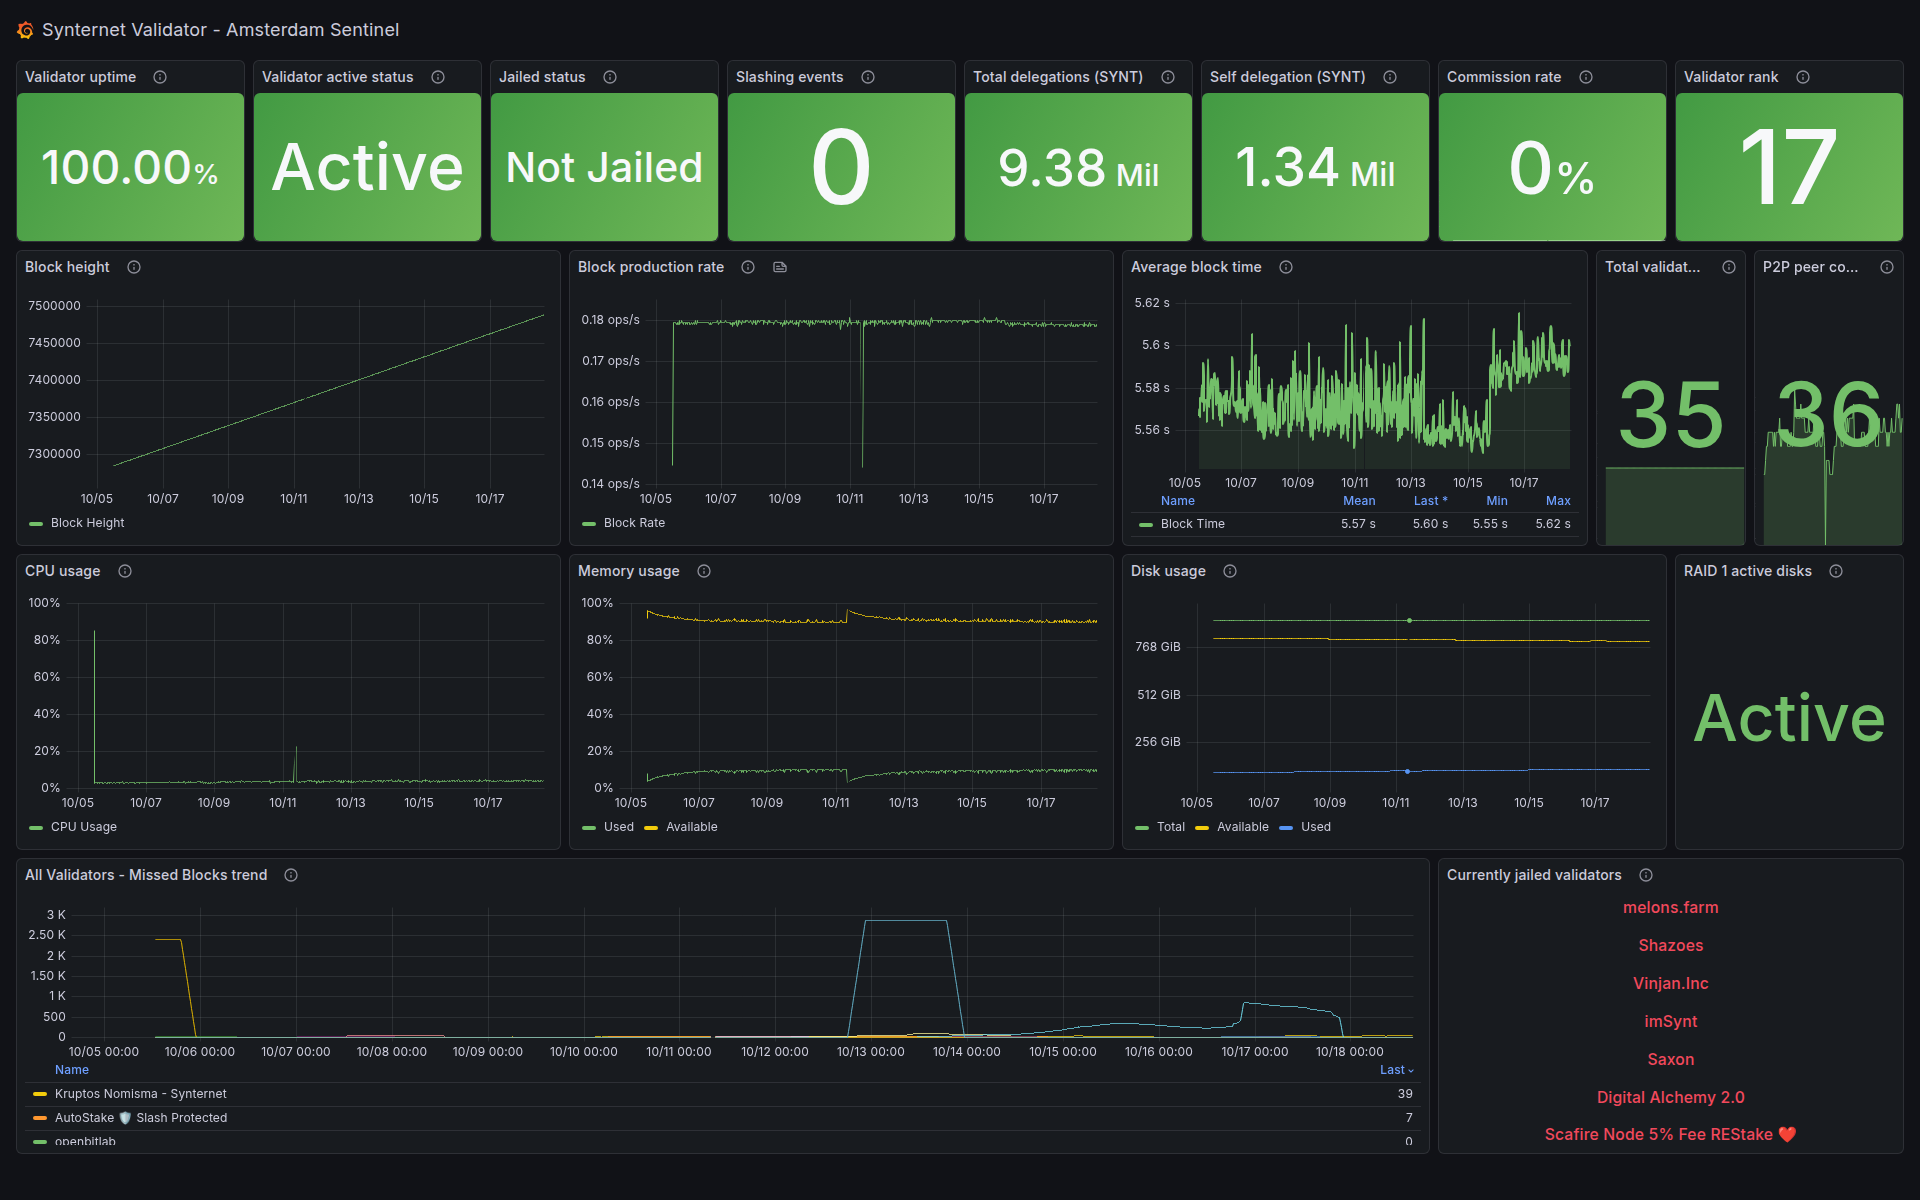 Synternet Validator - Amsterdam Sentinel
Validator uptime
100.00%
Validator active status
Active
Jailed status
Not Jailed
Slashing events
0
Total delegations (SYNT)
9.38 Mil
Self delegation (SYNT)
1.34 Mil
Commission rate
0%
Validator rank
17
Block height
7500000
7450000
7400000
7350000
7300000
10/05 10/07 10/09 10/11 10/13 10/15 10/17
Block Height
Block production rate
0.18 ops/s
0.17 ops/s
0.16 ops/s
0.15 ops/s
0.14 ops/s
10/05 10/07 10/09 10/11 10/13 10/15 10/17
Block Rate
Average block time
5.62 s
5.6 s
5.58 s
5.56 s
10/05 10/07 10/09 10/11 10/13 10/15 10/17
Name Mean Last * Min Max
Block Time 5.57 s 5.60 s 5.55 s 5.62 s
Total validat...
35
P2P peer co...
36
CPU usage
100%
80%
60%
40%
20%
0%
10/05 10/07 10/09 10/11 10/13 10/15 10/17
CPU Usage
Memory usage
100%
80%
60%
40%
20%
0%
10/05 10/07 10/09 10/11 10/13 10/15 10/17
Used Available
Disk usage
768 GiB
512 GiB
256 GiB
10/05 10/07 10/09 10/11 10/13 10/15 10/17
Total Available Used
RAID 1 active disks
Active
All Validators - Missed Blocks trend
3 K
2.50 K
2 K
1.50 K
1 K
500
0
10/05 00:00 10/06 00:00 10/07 00:00 10/08 00:00 10/09 00:00 10/10 00:00 10/11 00:00 10/12 00:00 10/13 00:00 10/14 00:00 10/15 00:00 10/16 00:00 10/17 00:00 10/18 00:00
Name Last
Kruptos Nomisma - Synternet 39
AutoStake 🛡️ Slash Protected 7
openbitlab 0
Currently jailed validators
melons.farm
Shazoes
Vinjan.Inc
imSynt
Saxon
Digital Alchemy 2.0
Scafire Node 5% Fee REStake ❤️